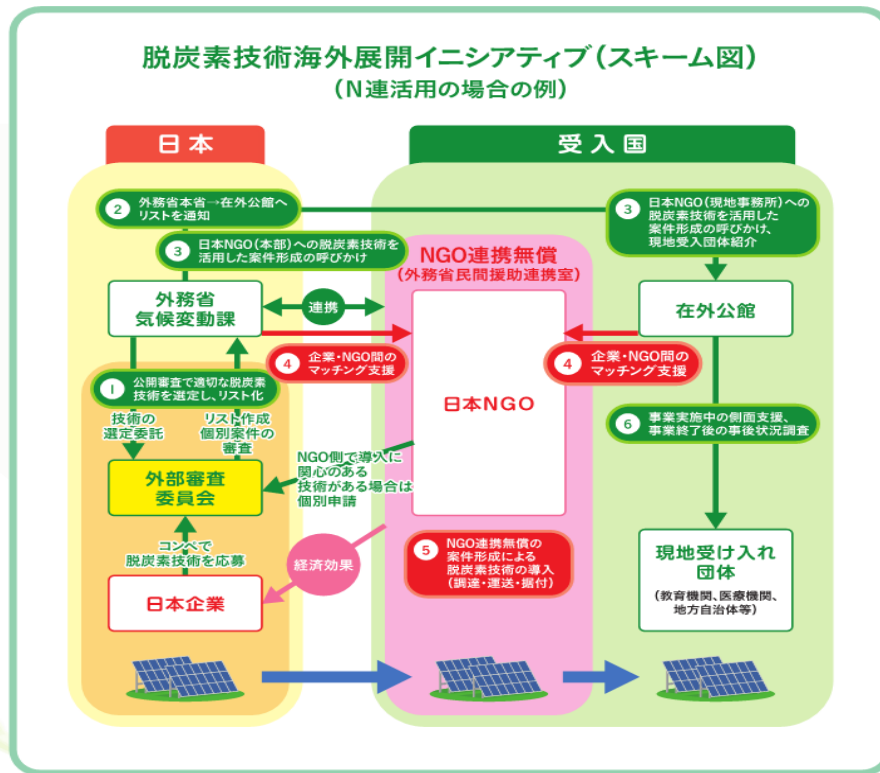 脱炭素技術海外展開イニシアティブ(スキーム図)
(N連活用の場合の例)
日本
受入国
2 外務省本省→在外公館へ
リストを通知
3 日本NGO(本部)への脱炭素技術を
活用した案件形成の呼びかけ
3 日本NGO(現地事務所)への
脱炭素技術を活用した
案件形成の呼びかけ、
現地受入団体紹介
NGO連携無償
(外務省民間援助連携室)
外務省
気候変動課
連携
在外公館
4 企業・NGO間の
マッチング支援
4 企業・NGO間の
マッチング支援
1 公開審査で適切な脱炭素
技術を選定し、リスト化
日本NGO
技術の
選定委託
リスト作成
個別案件の
審査
6 事業実施中の側面支援、
事業終了後の事後状況調査
外部審査
委員会
NGO側で導入に
関心のある
技術がある場合は
個別申請
コンペで
脱炭素技術を応募
経済効果
5 NGO連携無償の
案件形成による
脱炭素技術の導入
(調達・運送・据付)
日本企業
現地受け入れ
団体
(教育機関、医療機関、
地方自治体等)